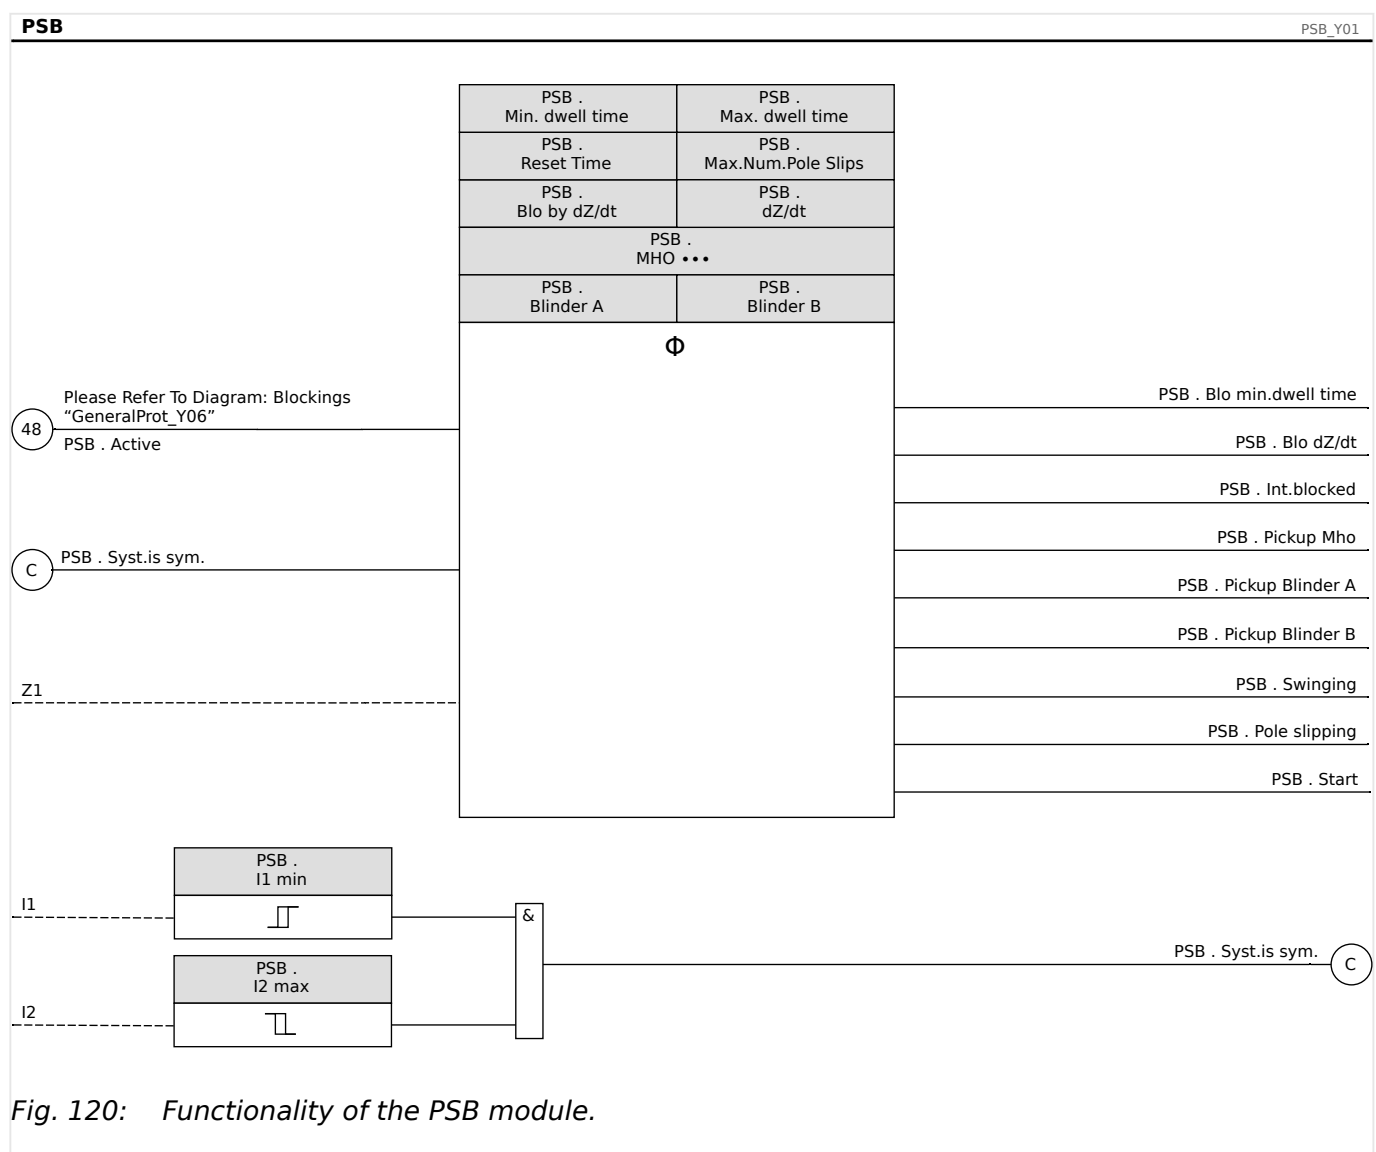 PSB
PSB_Y01
PSB .
Min. dwell time
PSB .
Max. dwell time
PSB .
Reset Time
PSB .
Max.Num.Pole Slips
PSB .
Blo by dZ/dt
PSB .
dZ/dt
PSB .
MHO •••
PSB .
Blinder A
PSB .
Blinder B
Φ
Please Refer To Diagram: Blockings
“GeneralProt_Y06”
48
PSB . Active
C
PSB . Syst.is sym.
Z1
PSB . Blo min.dwell time
PSB . Blo dZ/dt
PSB . Int.blocked
PSB . Pickup Mho
PSB . Pickup Blinder A
PSB . Pickup Blinder B
PSB . Swinging
PSB . Pole slipping
PSB . Start
PSB .
I1 min
I1
&
PSB .
I2 max
I2
PSB . Syst.is sym.
C
Fig. 120: Functionality of the PSB module.